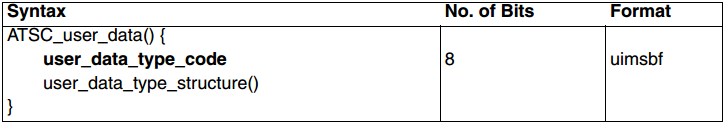 Syntax No. of Bits Format
ATSC_user_data() {
user_data_type_code 8 uimsbf
user_data_type_structure()
}